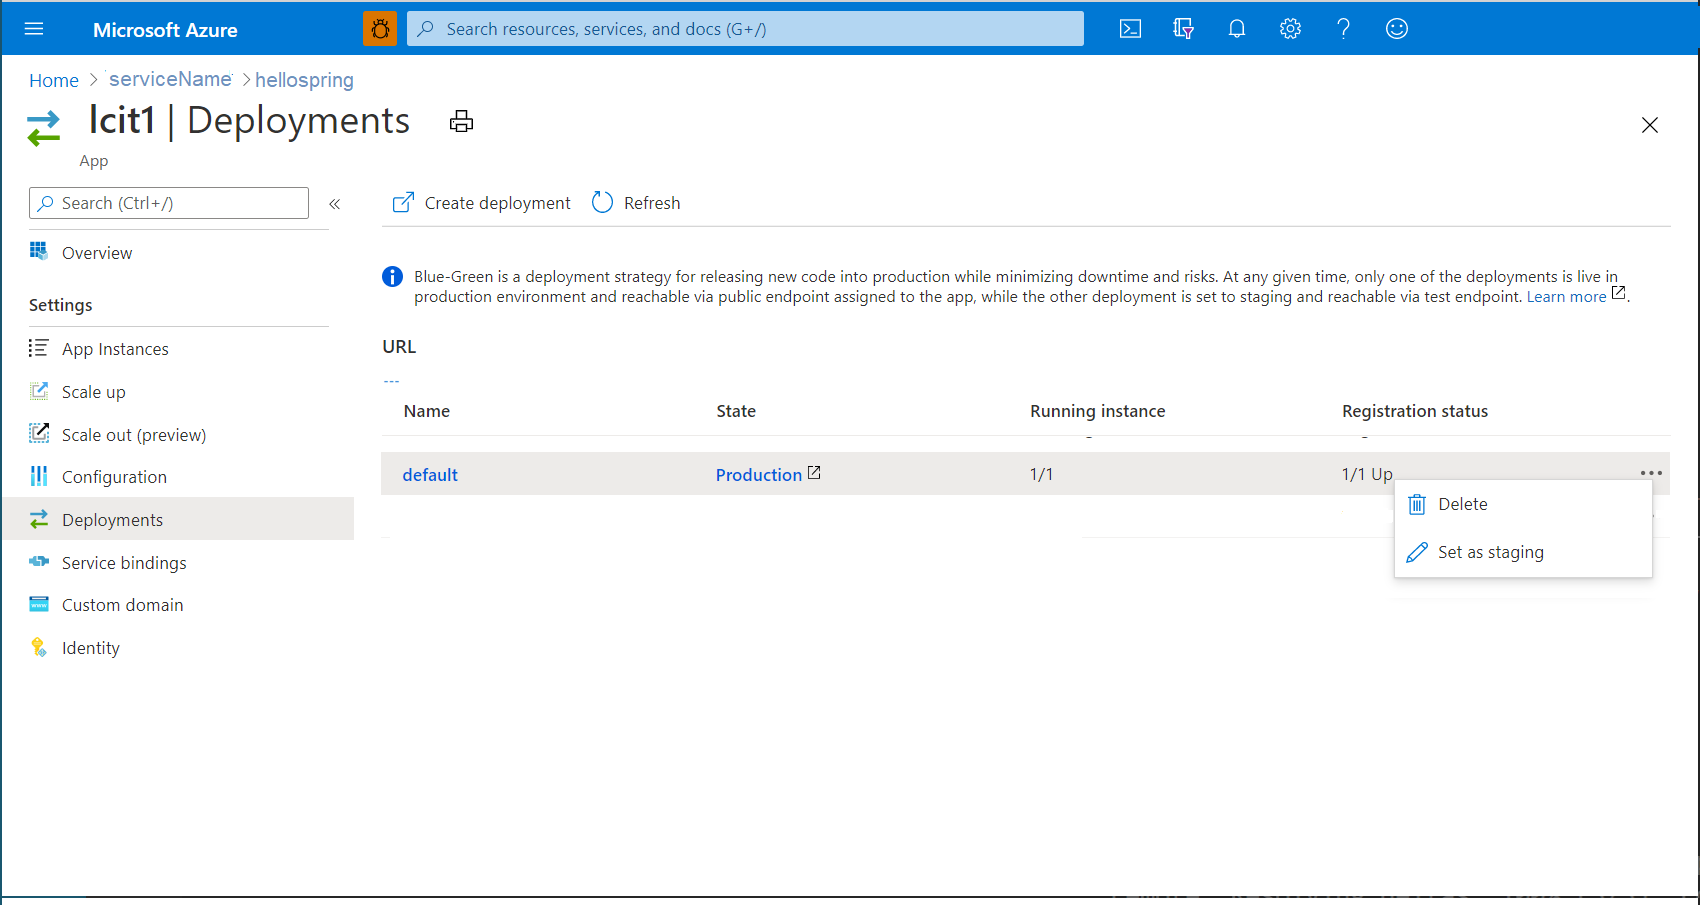 Microsoft Azure
Search resources, services, and docs (G+/)
Home > serviceName > hellospring
lcit1 | Deployments
App
Search (Ctrl+/)
«
Create deployment
Refresh
Overview
Settings
App Instances
Scale up
Scale out (preview)
Configuration
Deployments
Service bindings
Custom domain
Identity
Blue-Green is a deployment strategy for releasing new code into production while minimizing downtime and risks. At any given time, only one of the deployments is live in
production environment and reachable via public endpoint assigned to the app, while the other deployment is set to staging and reachable via test endpoint. Learn more.
URL
---
Name State Running instance Registration status
default Production 1/1 1/1 Up
Delete
Set as staging